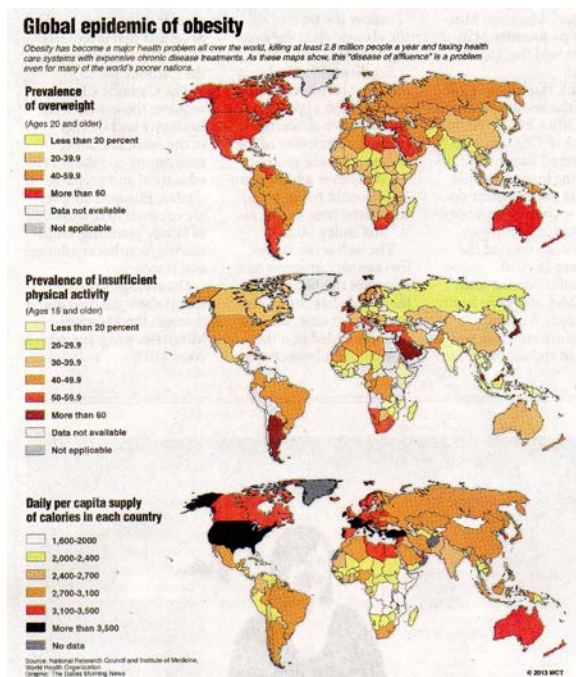 Global epidemic of obesity
Obesity has become a major health problem all over the world, killing at least 2.8 million people a year and taxing health
care systems with expensive chronic disease treatments. As these maps show, this "disease of affluence" is a problem
even for many of the world's poorer nations.
Prevalence
of overweight
(Ages 20 and older)
Less than 20 percent
20-39.9
40-59.9
More than 60
Data not available
Not applicable
Prevalence of insufficient
physical activity
(Ages 15 and older)
Less than 20 percent
20-29.9
30-39.9
40-49.9
50-59.9
More than 60
Data not available
Not applicable
Daily per capita supply
of calories in each country
1,600-2000
2,000-2,400
2,400-2,700
2,700-3,100
3,100-3,500
More than 3,500
No data
Source: National Research Council and Institute of Medicine,
World Health Organization
Graphic: The Dallas Morning News
© 2013 MCT